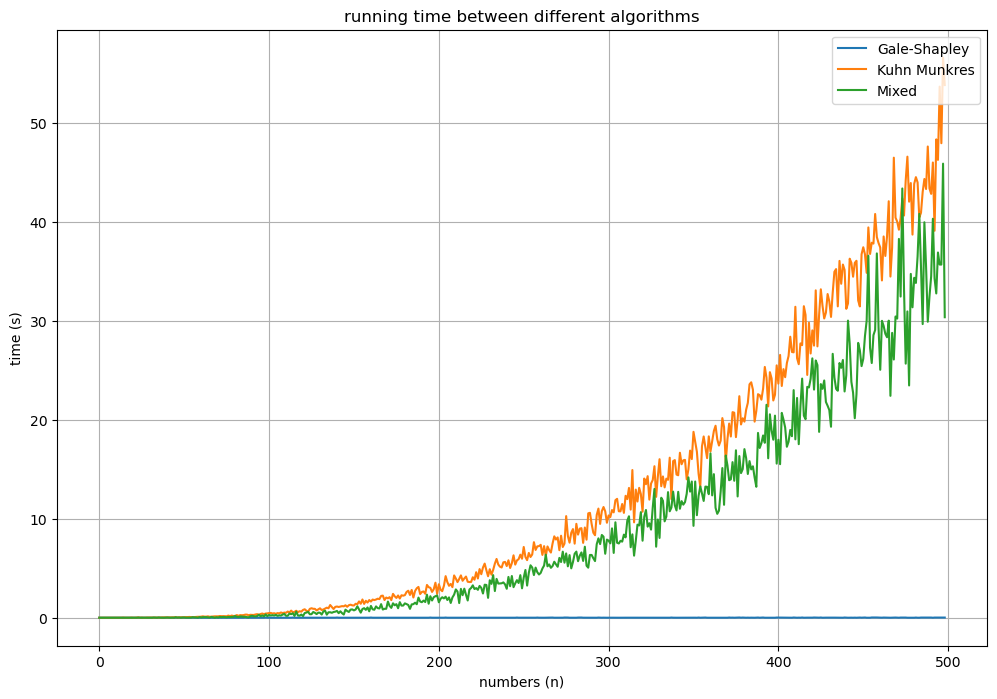 running time between different algorithms
Gale-Shapley
Kuhn Munkres
Mixed
time (s)
50
40
30
20
10
0
0 100 200 300 400 500
numbers (n)